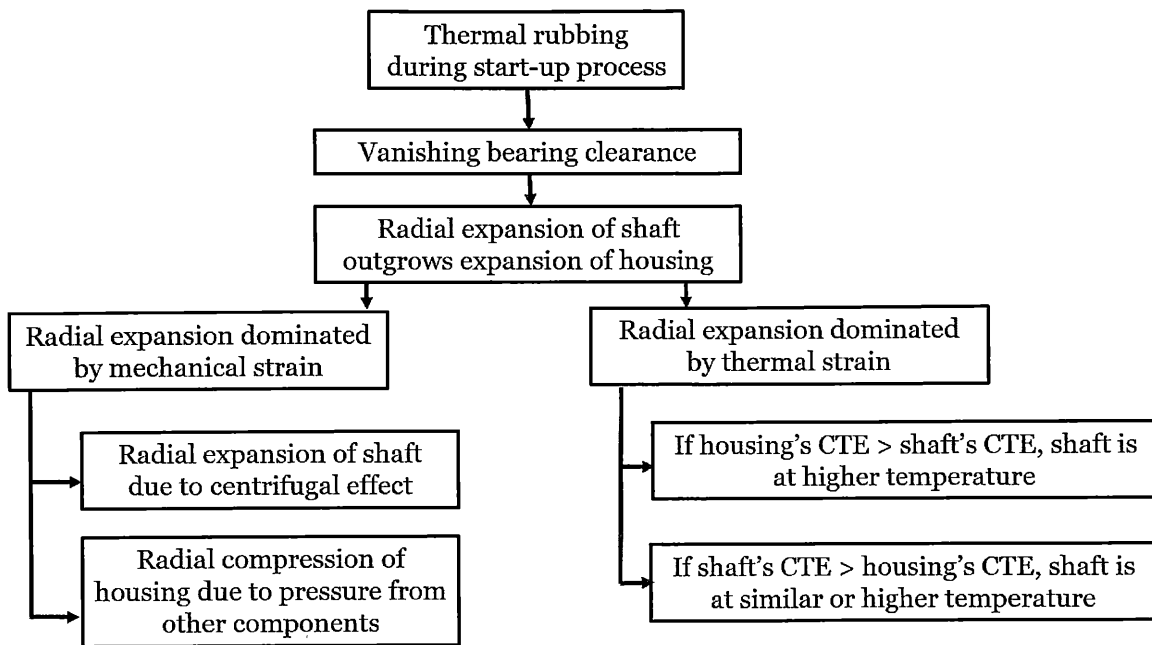 Thermal rubbing
during start-up process
Vanishing bearing clearance
Radial expansion of shaft
outgrows expansion of housing
Radial expansion dominated
by mechanical strain
Radial expansion of shaft
due to centrifugal effect
Radial compression of
housing due to pressure from
other components
Radial expansion dominated
by thermal strain
If housing’s CTE > shaft’s CTE, shaft is
at higher temperature
If shaft’s CTE > housing’s CTE, shaft is
at similar or higher temperature